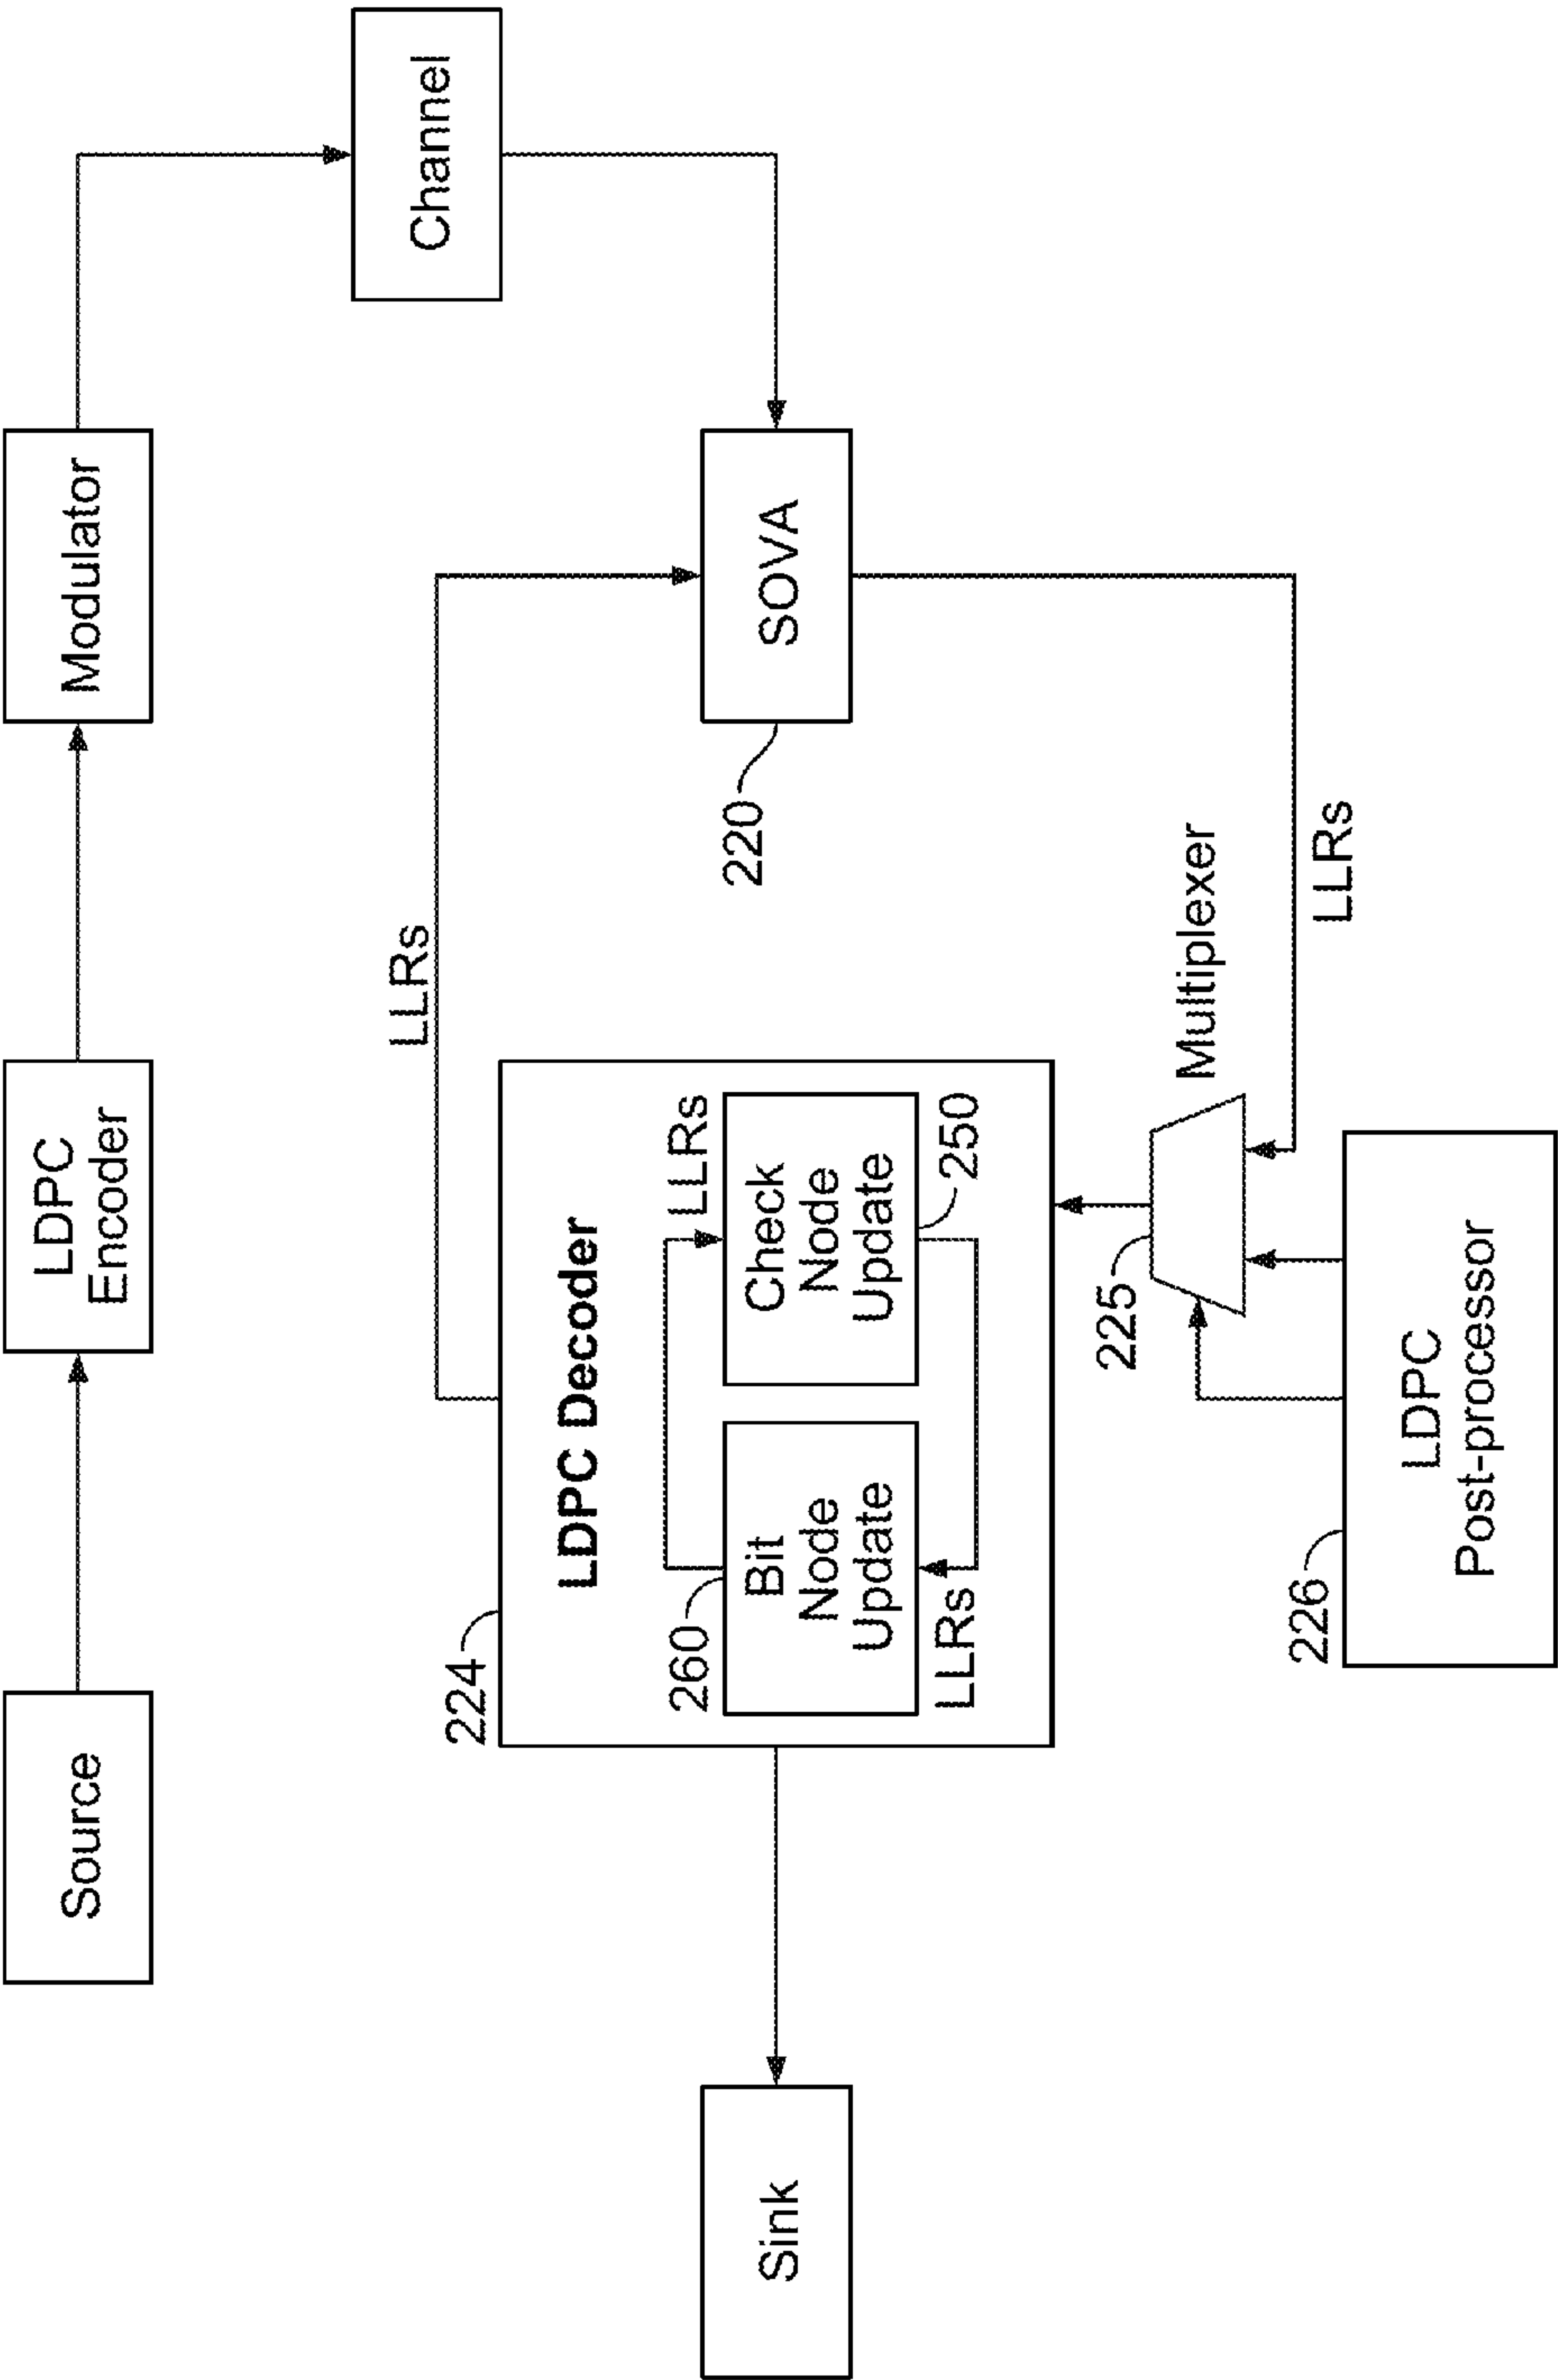 Source
LDPC
Encoder
Modulator
Channel
LLRs
224
LDPC Decoder
260
LLRs
Bit
Node
Update
Check
Node
Update
LLRs
250
SOVA
220
Sink
225
Multiplexer
LLRs
226
LDPC
Post-processor